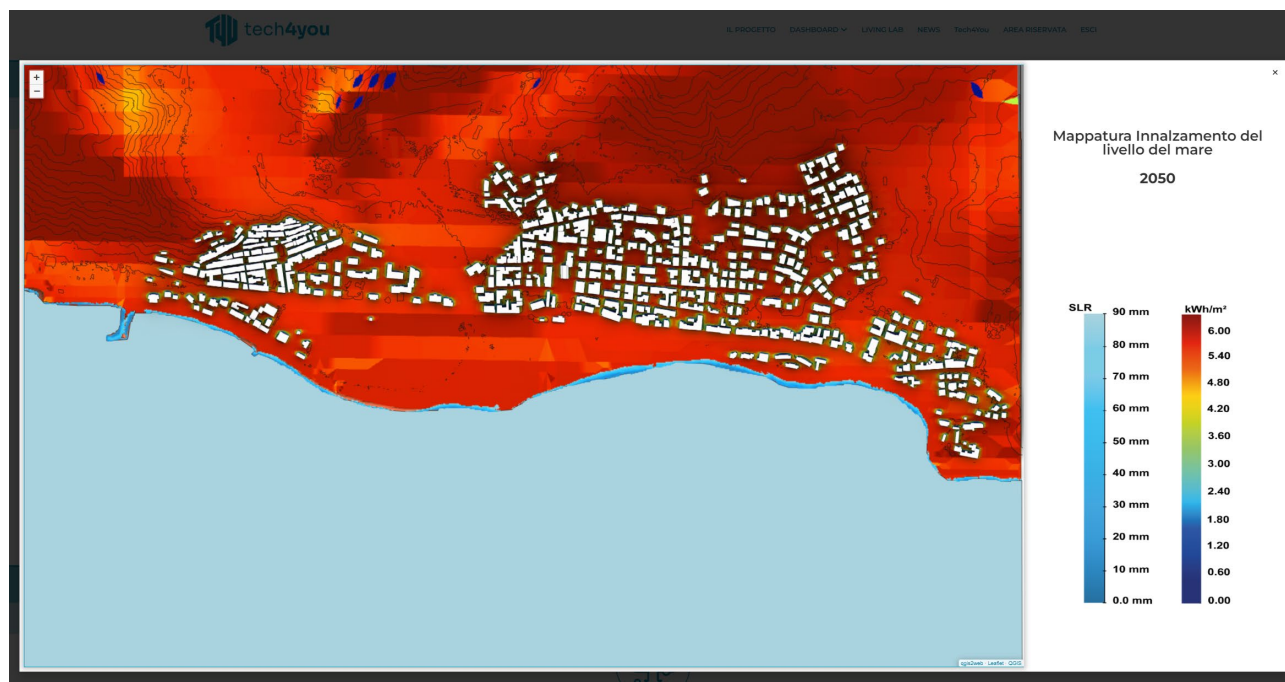 tech4you
IL PROGETTO DASHBOARD LIVING LAB NEWS Tech4You AREA RISERVATA ESCI
+
−
×
Mappatura Innalzamento del
livello del mare
2050
SLR
90 mm
80 mm
70 mm
60 mm
50 mm
40 mm
30 mm
20 mm
10 mm
0.0 mm
kWh/m²
6.00
5.40
4.80
4.20
3.60
3.00
2.40
1.80
1.20
0.60
0.00
qgis2web · Leaflet · QGIS